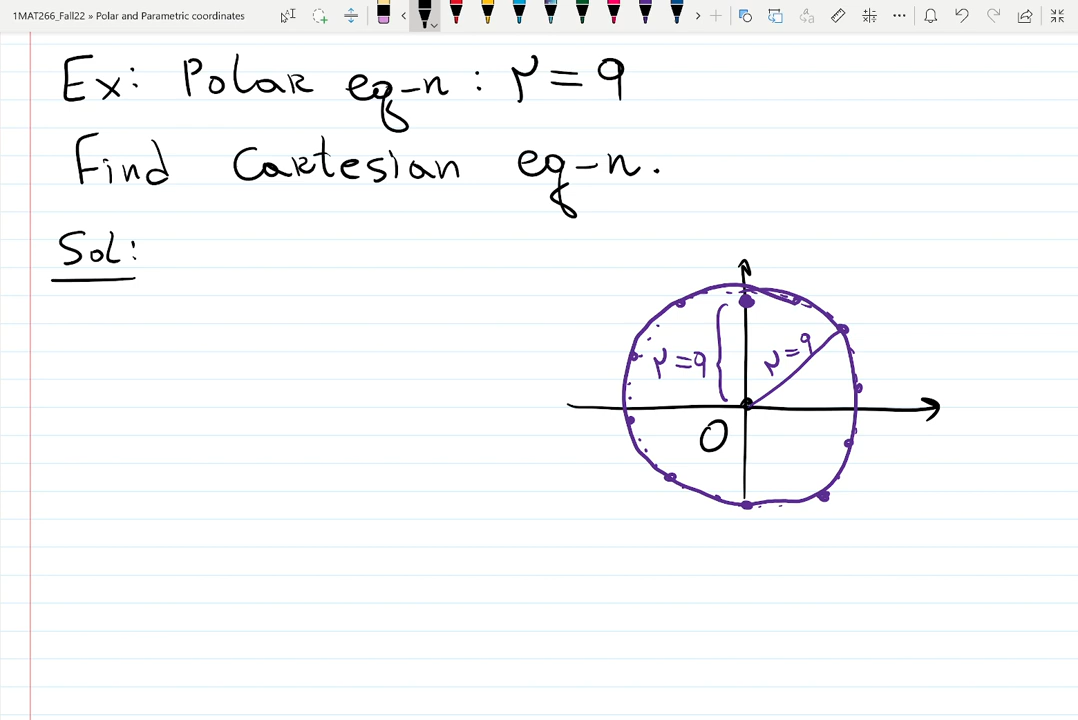 1MAT266_Fall22 » Polar and Parametric coordinates
Ex: Polar eq-n: r = 9
Find Cartesian eq-n.
Sol:
r = 9
r = 9
O